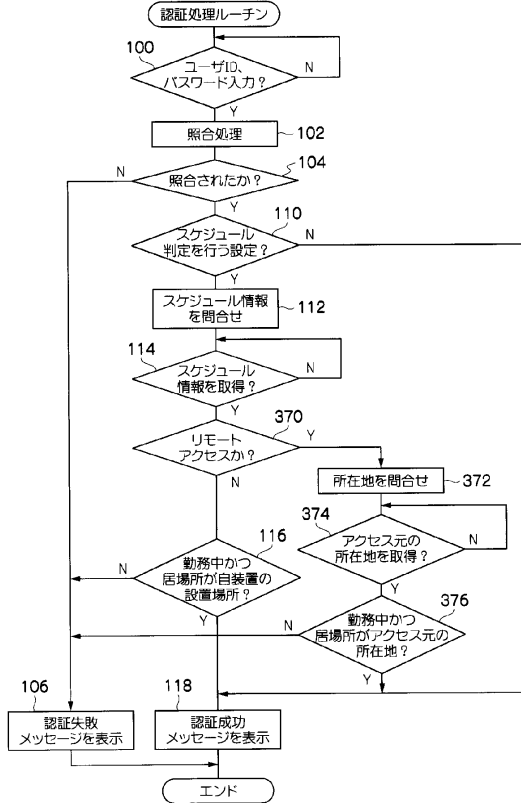 認証処理ルーチン
100
ユーザID、
パスワード入力？
N
Y
照合処理
102
104
N
照合されたか？
Y
110
スケジュール
判定を行う設定？
N
Y
スケジュール情報
を問合せ
112
114
スケジュール
情報を取得？
N
Y
370
リモート
アクセスか？
Y
N
所在地を問合せ
372
374
アクセス元の
所在地を取得？
N
Y
116
勤務中かつ
居場所が自装置の
設置場所？
N
Y
376
勤務中かつ
居場所がアクセス元の
所在地？
N
Y
106
認証失敗
メッセージを表示
118
認証成功
メッセージを表示
エンド